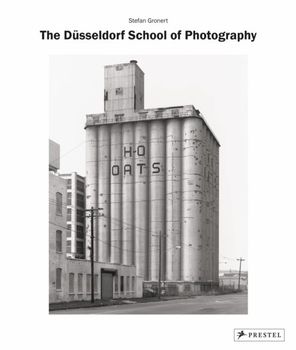 Stefan Gronert
The Düsseldorf School of Photography
H-O
OATS
PRESTEL